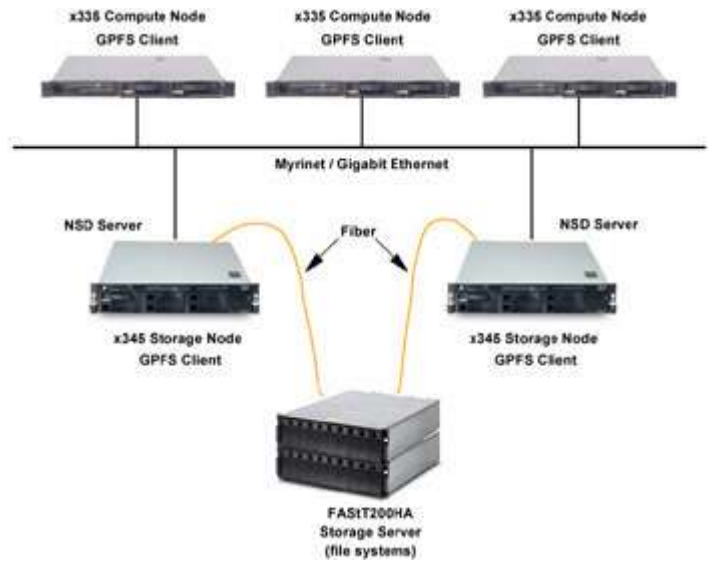 x335 Compute Node
GPFS Client
x335 Compute Node
GPFS Client
x335 Compute Node
GPFS Client
Myrinet / Gigabit Ethernet
NSD Server
Fiber
NSD Server
x345 Storage Node
GPFS Client
x345 Storage Node
GPFS Client
FAStT200HA
Storage Server
(file systems)